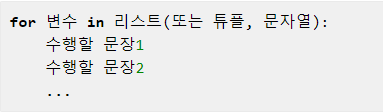 for 변수 in 리스트(또는 튜플, 문자열):
    수행할 문장1
    수행할 문장2
    ...